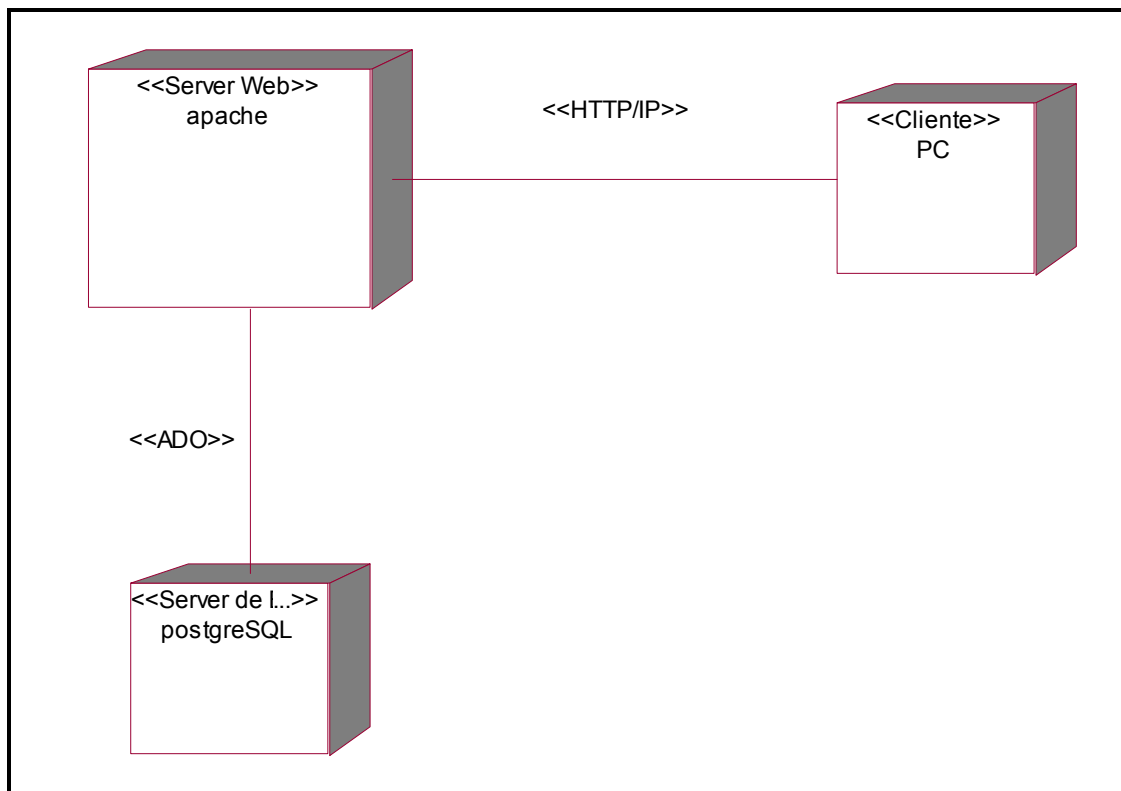 <<Server Web>>
apache
<<HTTP/IP>>
<<Cliente>>
PC
<<ADO>>
<<Server de l...>>
postgreSQL